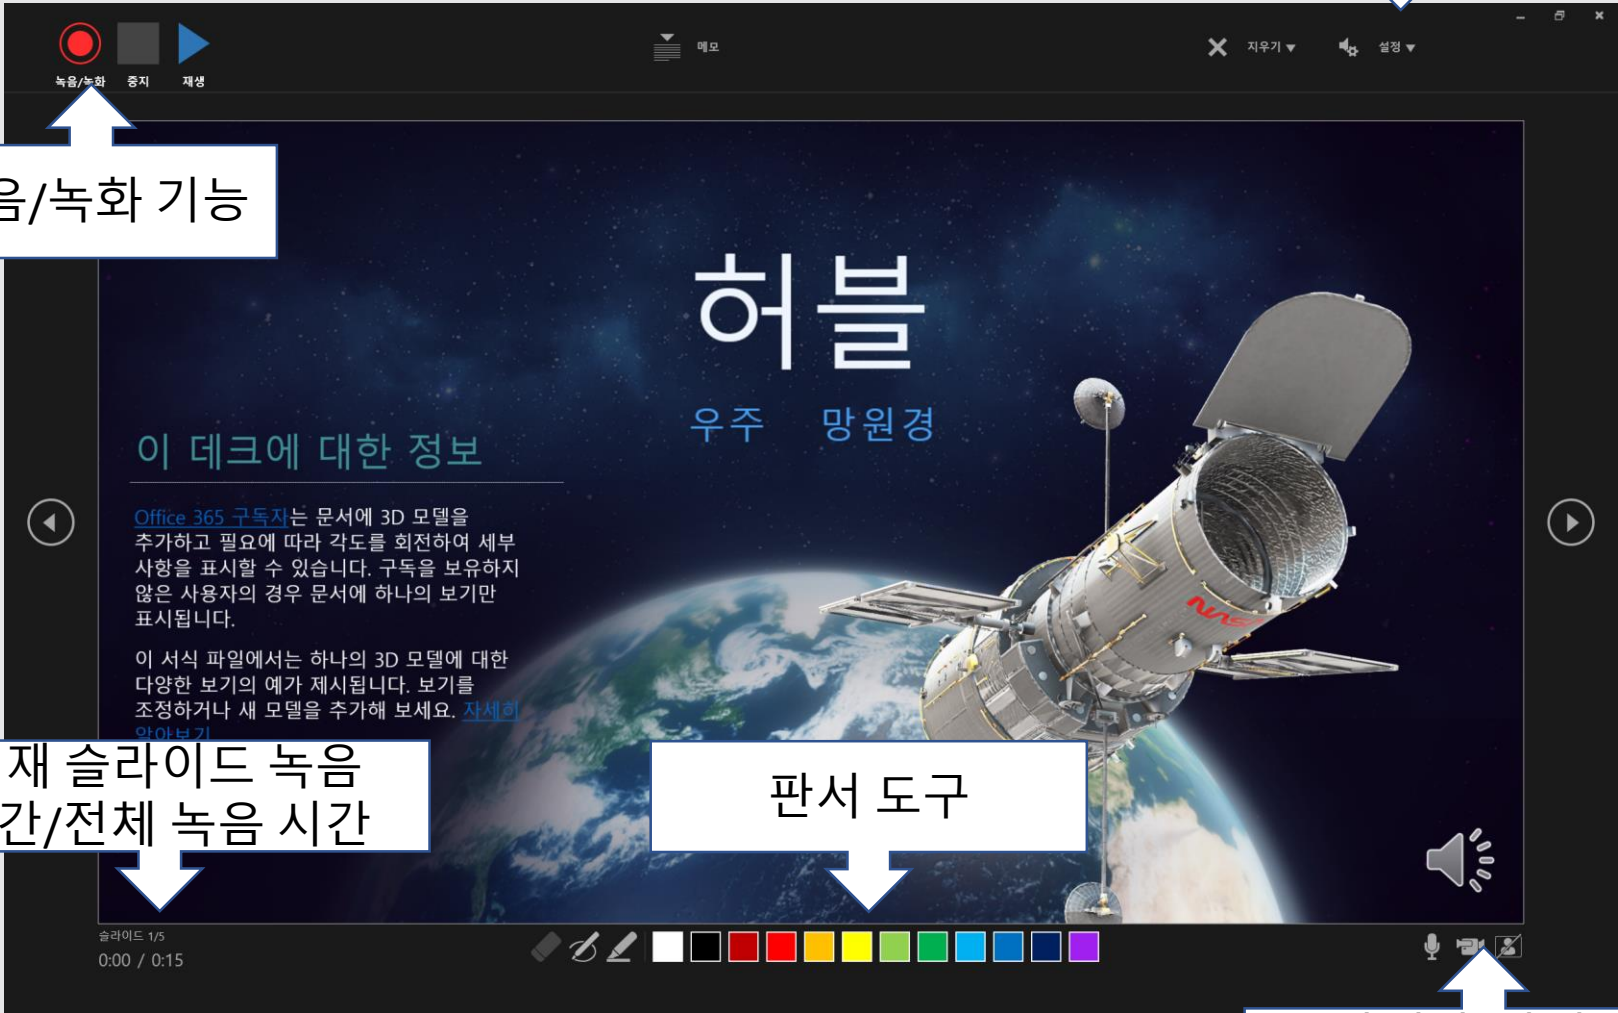 녹음/녹화
중지
재생
메모
지우기
설정
음/녹화 기능
허블
우주 망원경
이 데크에 대한 정보
Office 365 구독자는 문서에 3D 모델을
추가하고 필요에 따라 각도를 회전하여 세부
사항을 표시할 수 있습니다. 구독을 보유하지
않은 사용자의 경우 문서에 하나의 보기만
표시됩니다.
이 서식 파일에서는 하나의 3D 모델에 대한
다양한 보기의 예가 제시됩니다. 보기를
조정하거나 새 모델을 추가해 보세요. 자세히
알아보기
NASA
재 슬라이드 녹음
간/전체 녹음 시간
판서 도구
슬라이드 1/5
0:00 / 0:15